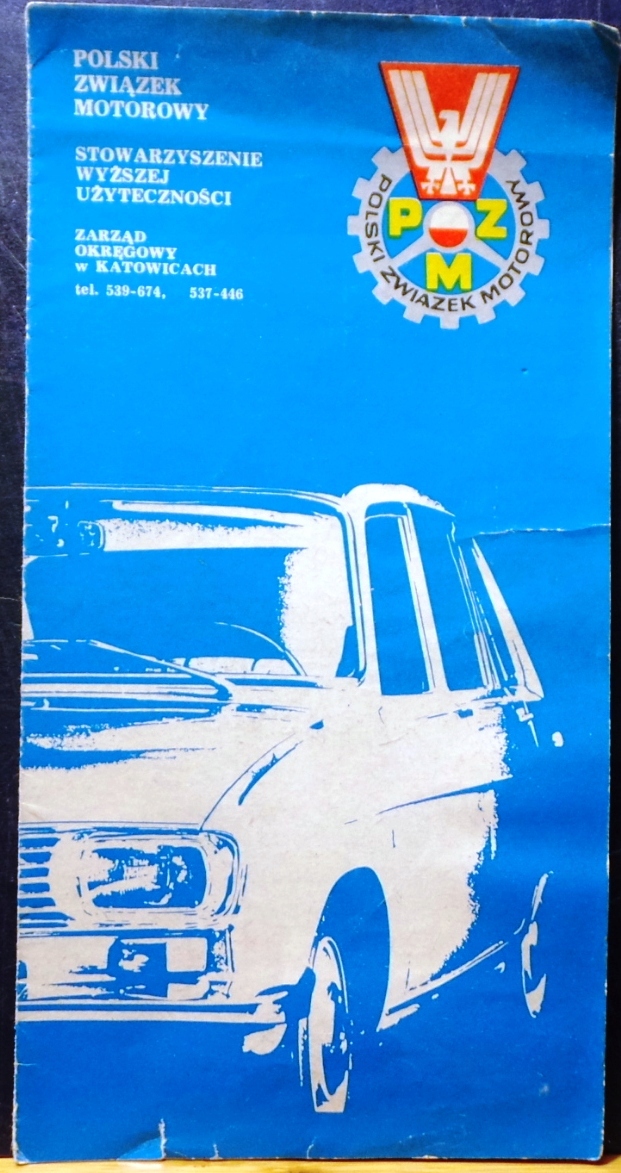 POLSKI
ZWIĄZEK
MOTOROWY
STOWARZYSZENIE
WYŻSZEJ
UŻYTECZNOŚCI
ZARZĄD
OKRĘGOWY
w KATOWICACH
tel. 539-674, 537-446
P Z
M
POLSKI ZWIĄZEK MOTOROWY